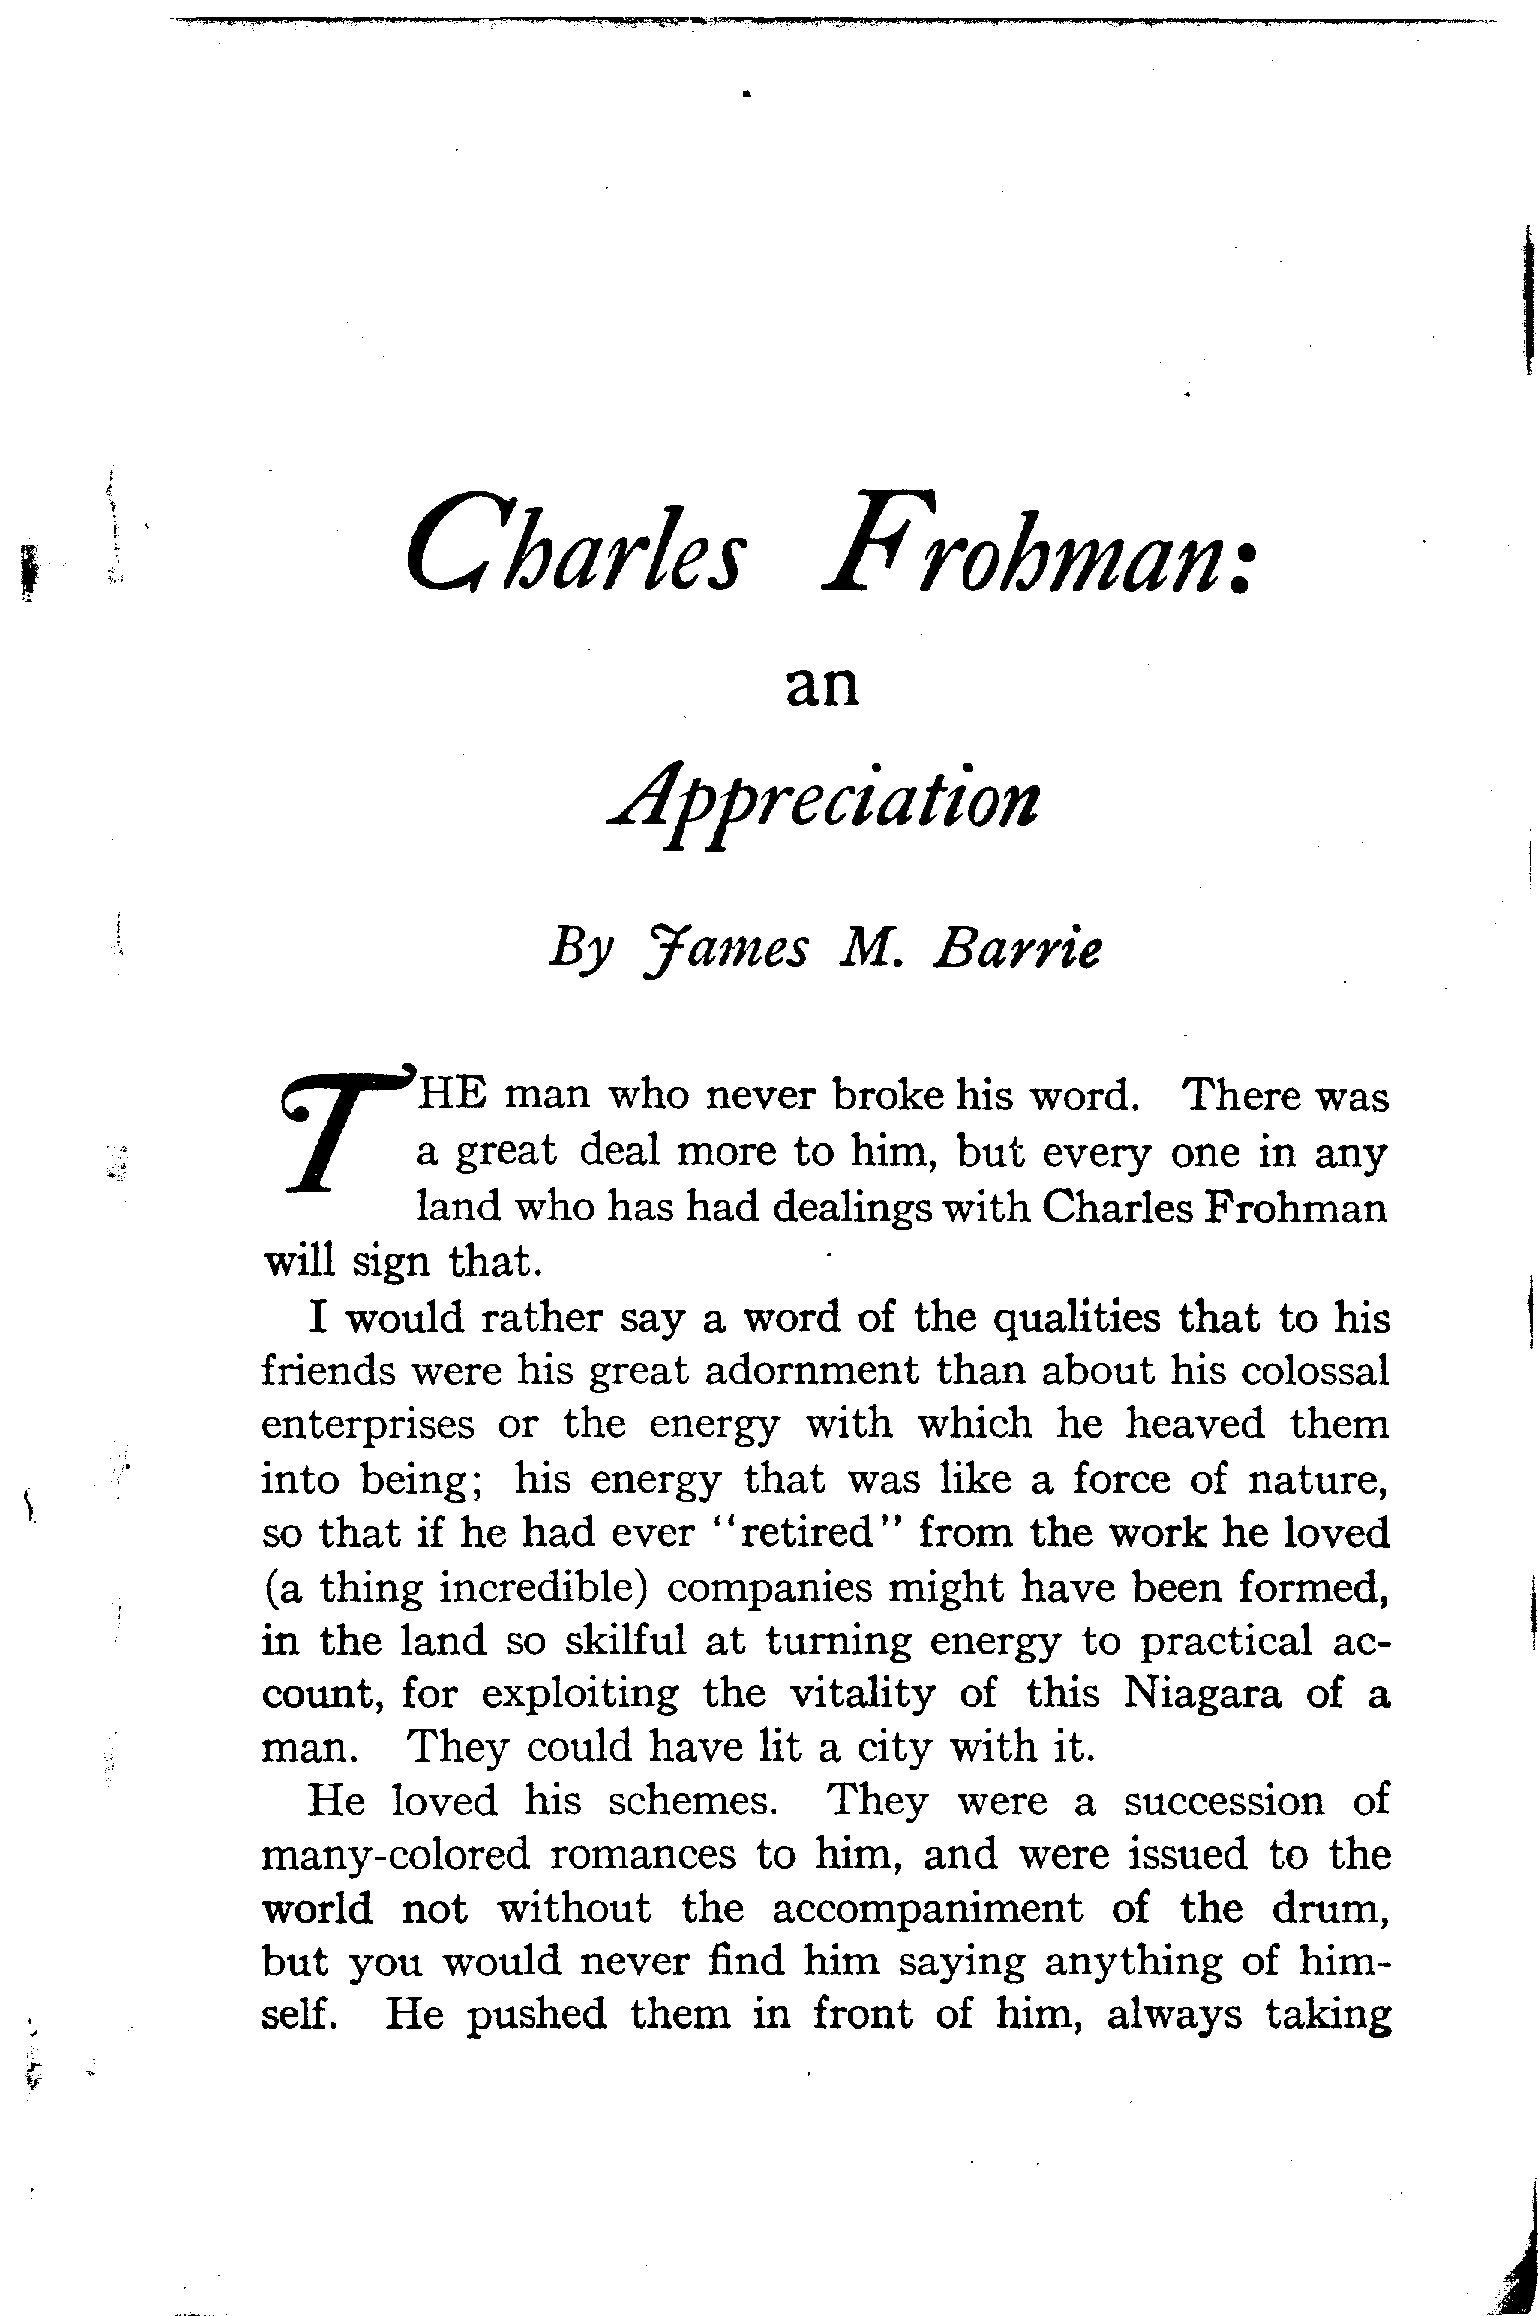 Charles Frohman:
an
Appreciation
By James M. Barrie
THE man who never broke his word. There was
a great deal more to him, but every one in any
land who has had dealings with Charles Frohman
will sign that.
I would rather say a word of the qualities that to his
friends were his great adornment than about his colossal
enterprises or the energy with which he heaved them
into being; his energy that was like a force of nature,
so that if he had ever "retired" from the work he loved
(a thing incredible) companies might have been formed,
in the land so skilful at turning energy to practical ac-
count, for exploiting the vitality of this Niagara of a
man. They could have lit a city with it.
He loved his schemes. They were a succession of
many-colored romances to him, and were issued to the
world not without the accompaniment of the drum,
but you would never find him saying anything of him-
self. He pushed them in front of him, always taking